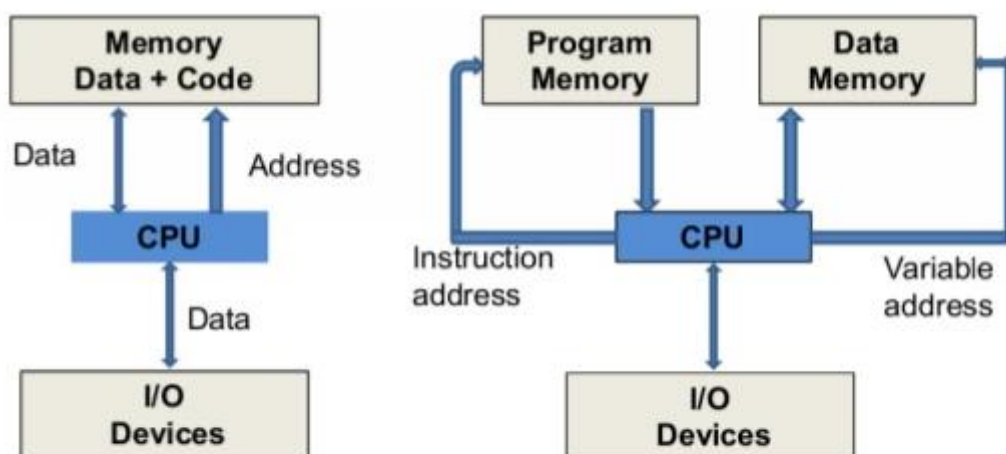 Memory
Data + Code
Data
Address
CPU
Data
I/O
Devices
Program
Memory
Data
Memory
CPU
Instruction
address
Variable
address
I/O
Devices